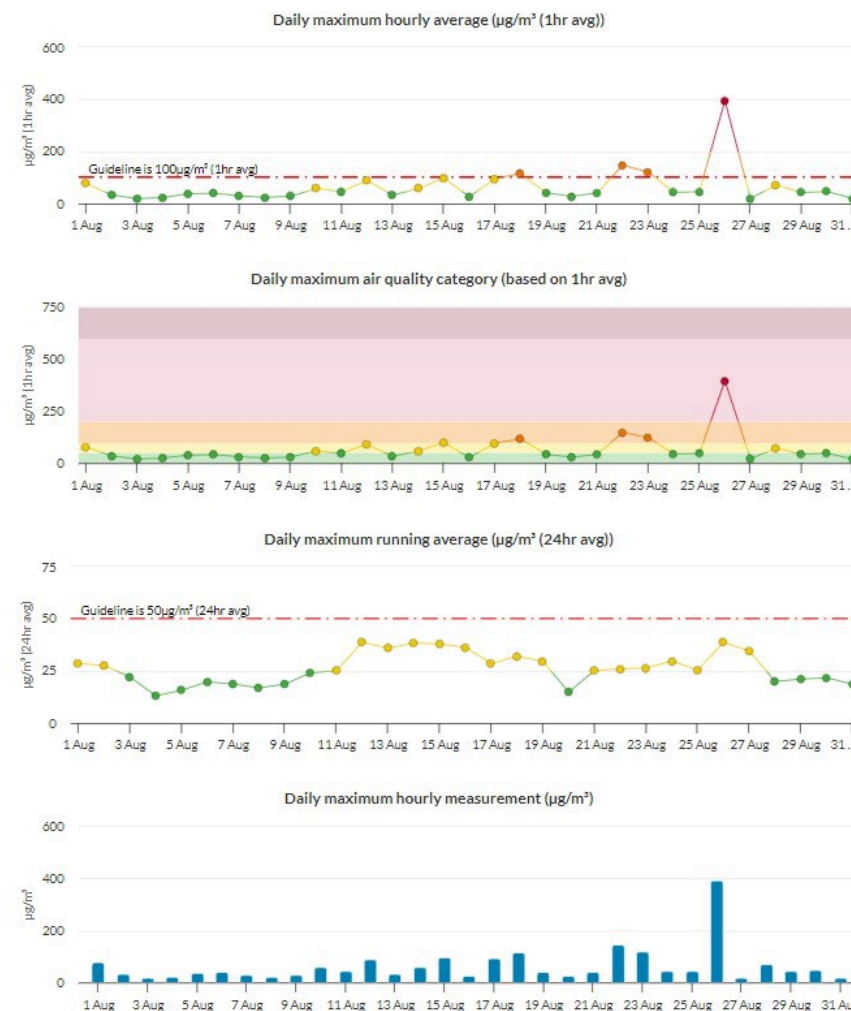 Daily maximum hourly average (µg/m³ (1hr avg))
600
400
200
0
µg/m³ (1hr avg)
Guideline is 100µg/m³ (1hr avg)
1 Aug 3 Aug 5 Aug 7 Aug 9 Aug 11 Aug 13 Aug 15 Aug 17 Aug 19 Aug 21 Aug 23 Aug 25 Aug 27 Aug 29 Aug 31 ..
Daily maximum air quality category (based on 1hr avg)
750
500
250
0
µg/m³ (1hr avg)
1 Aug 3 Aug 5 Aug 7 Aug 9 Aug 11 Aug 13 Aug 15 Aug 17 Aug 19 Aug 21 Aug 23 Aug 25 Aug 27 Aug 29 Aug 31 ..
Daily maximum running average (µg/m³ (24hr avg))
75
50
25
0
µg/m³ (24hr avg)
Guideline is 50µg/m³ (24hr avg)
1 Aug 3 Aug 5 Aug 7 Aug 9 Aug 11 Aug 13 Aug 15 Aug 17 Aug 19 Aug 21 Aug 23 Aug 25 Aug 27 Aug 29 Aug 31 ..
Daily maximum hourly measurement (µg/m³)
600
400
200
0
µg/m³
1 Aug 3 Aug 5 Aug 7 Aug 9 Aug 11 Aug 13 Aug 15 Aug 17 Aug 19 Aug 21 Aug 23 Aug 25 Aug 27 Aug 29 Aug 31 Au